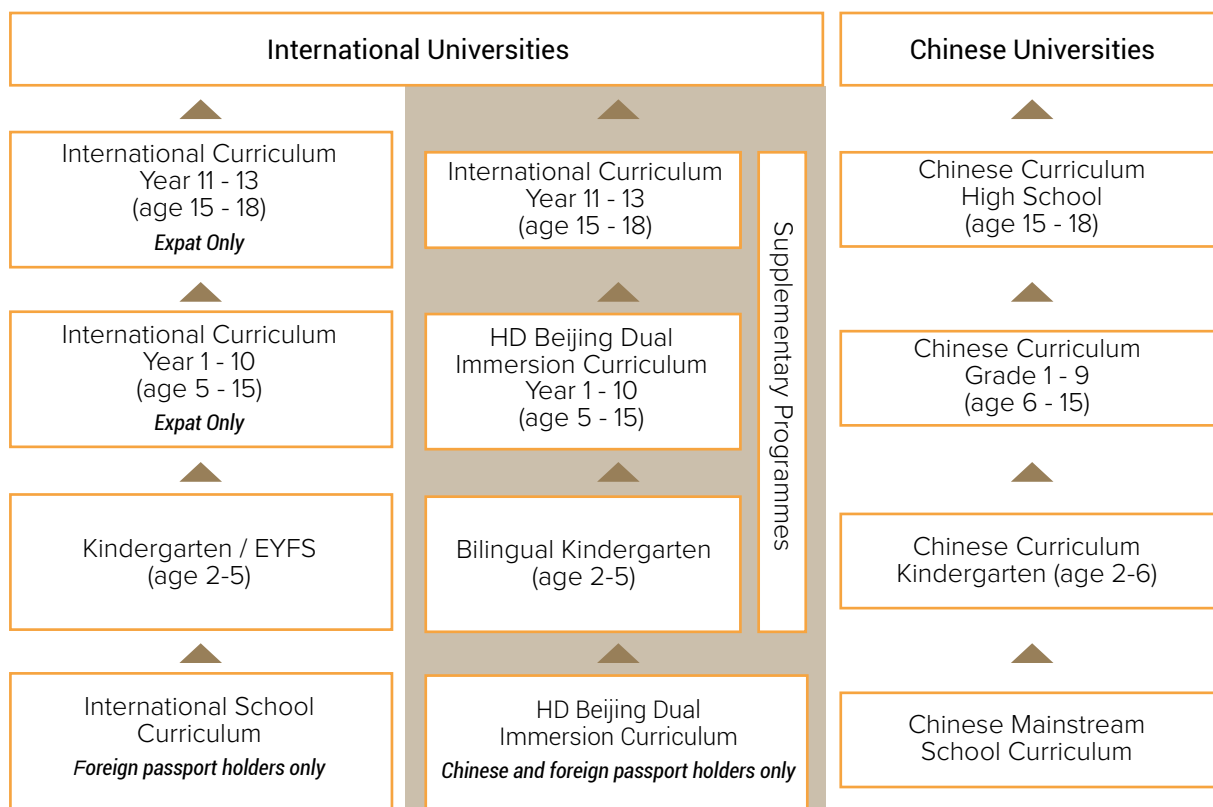 International Universities
Chinese Universities
International Curriculum
Year 11 - 13
(age 15 - 18)
Expat Only
International Curriculum
Year 11 - 13
(age 15 - 18)
Chinese Curriculum
High School
(age 15 - 18)
Supplementary Programmes
International Curriculum
Year 1 - 10
(age 5 - 15)
Expat Only
HD Beijing Dual
Immersion Curriculum
Year 1 - 10
(age 5 - 15)
Chinese Curriculum
Grade 1 - 9
(age 6 - 15)
Kindergarten / EYFS
(age 2-5)
Bilingual Kindergarten
(age 2-5)
Chinese Curriculum
Kindergarten (age 2-6)
International School
Curriculum
Foreign passport holders only
HD Beijing Dual
Immersion Curriculum
Chinese and foreign passport holders only
Chinese Mainstream
School Curriculum